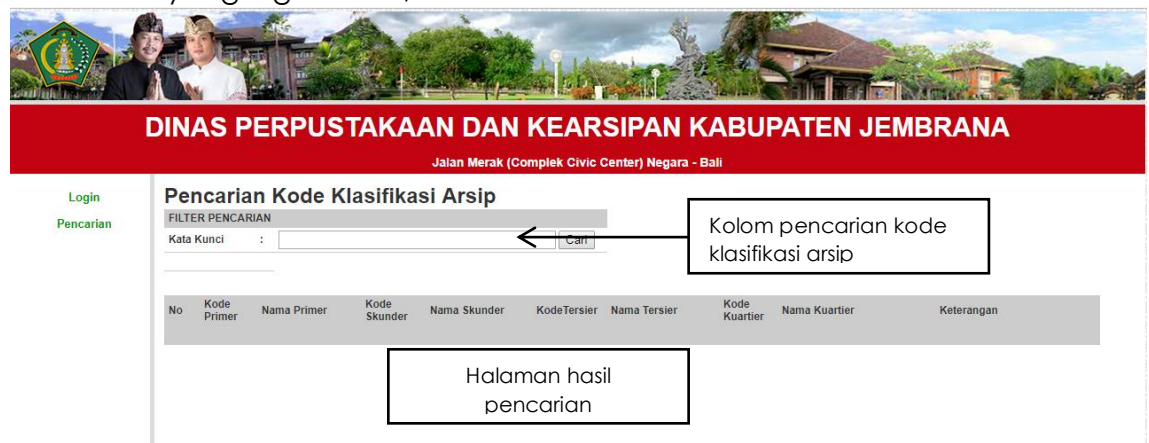 DINAS PERPUSTAKAAN DAN KEARSIPAN KABUPATEN JEMBRANA
Jalan Merak (Complek Civic Center) Negara - Bali
Login
Pencarian
Pencarian Kode Klasifikasi Arsip
FILTER PENCARIAN
Kata Kunci :
Cari
Kolom pencarian kode
klasifikasi arsip
No Kode Primer Nama Primer Kode Skunder Nama Skunder KodeTersier Nama Tersier Kode Kuartier Nama Kuartier Keterangan
Halaman hasil
pencarian